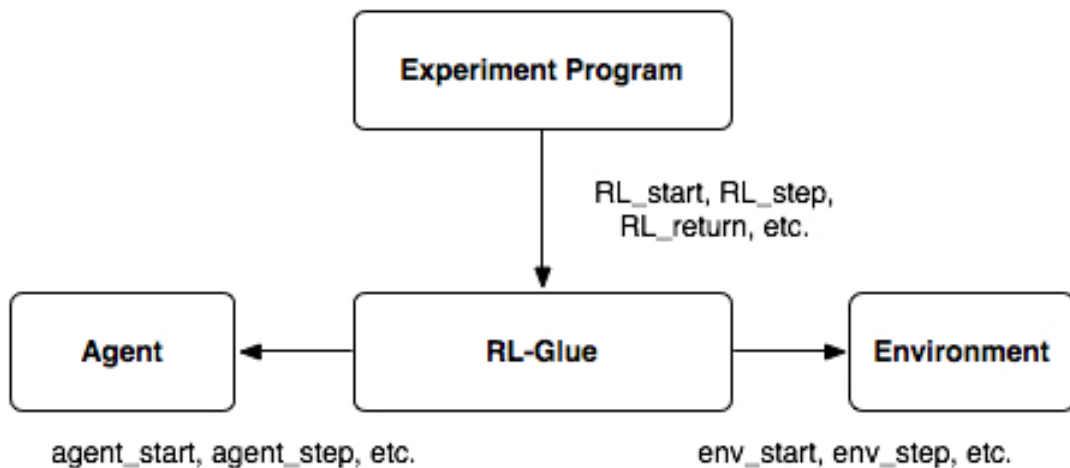 Experiment Program
RL_start, RL_step,
RL_return, etc.
Agent
RL-Glue
Environment
agent_start, agent_step, etc.
env_start, env_step, etc.